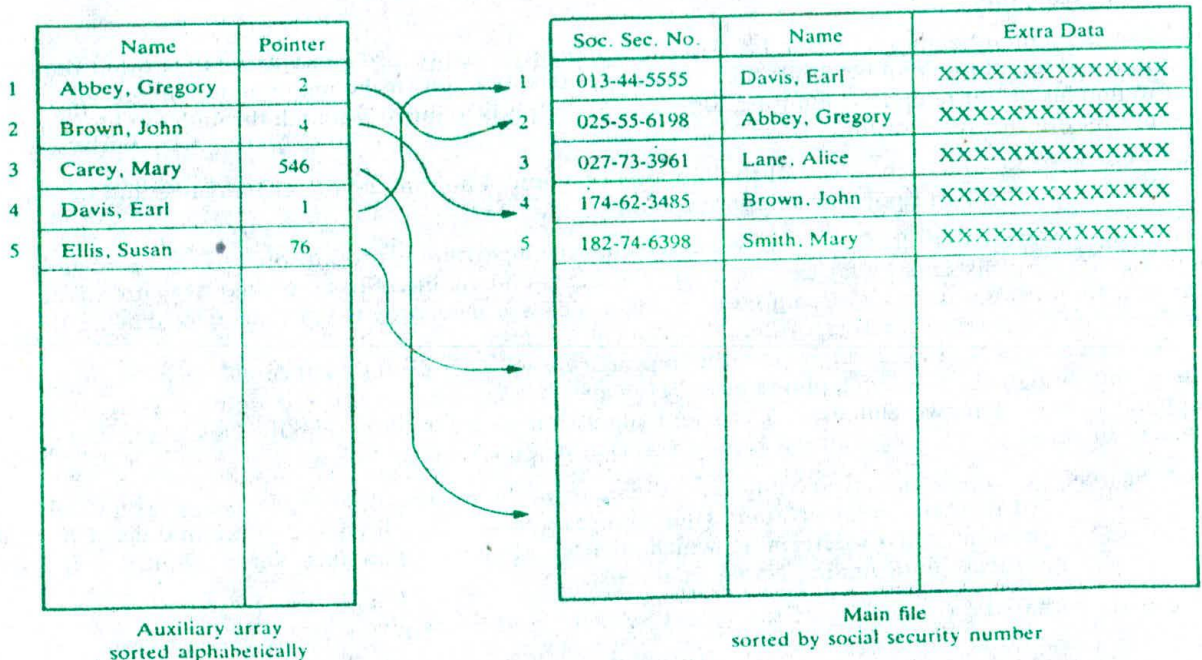 Name Pointer
1 Abbey, Gregory 2
2 Brown, John 4
3 Carey, Mary 546
4 Davis, Earl 1
5 Ellis, Susan 76
Auxiliary array
sorted alphabetically
Soc. Sec. No. Name Extra Data
1 013-44-5555 Davis, Earl XXXXXXXXXXXXXX
2 025-55-6198 Abbey, Gregory XXXXXXXXXXXXXX
3 027-73-3961 Lane, Alice XXXXXXXXXXXXXX
4 174-62-3485 Brown, John XXXXXXXXXXXXXX
5 182-74-6398 Smith, Mary XXXXXXXXXXXXXX
Main file
sorted by social security number